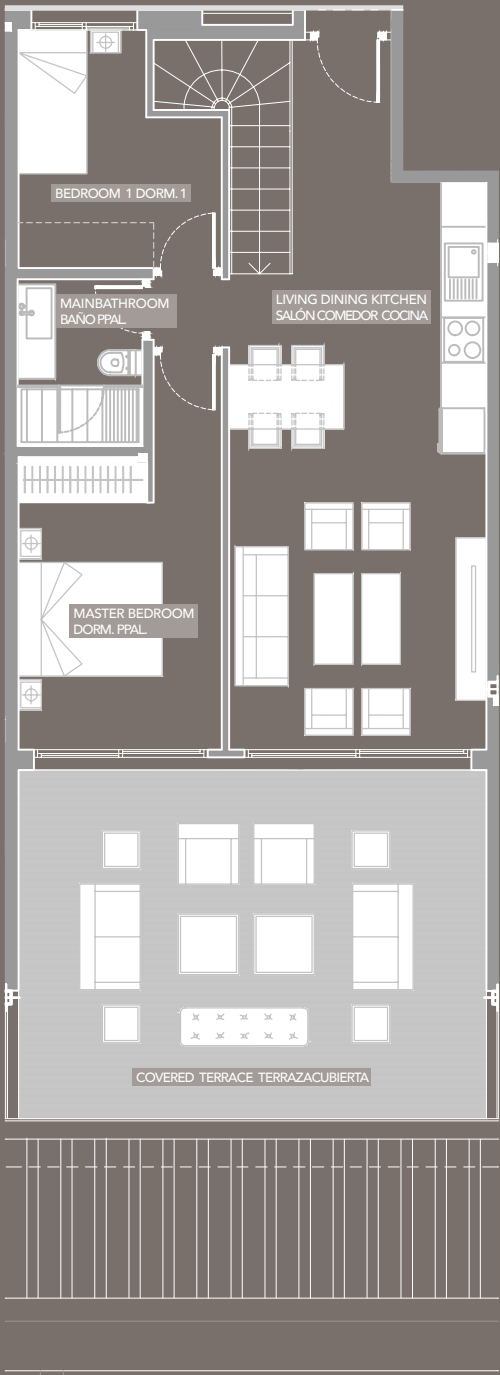 BEDROOM 1 DORM. 1
MAINBATHROOM
BAÑO PPAL.
LIVING DINING KITCHEN
SALÓN COMEDOR COCINA
MASTER BEDROOM
DORM. PPAL.
COVERED TERRACE TERRAZACUBIERTA